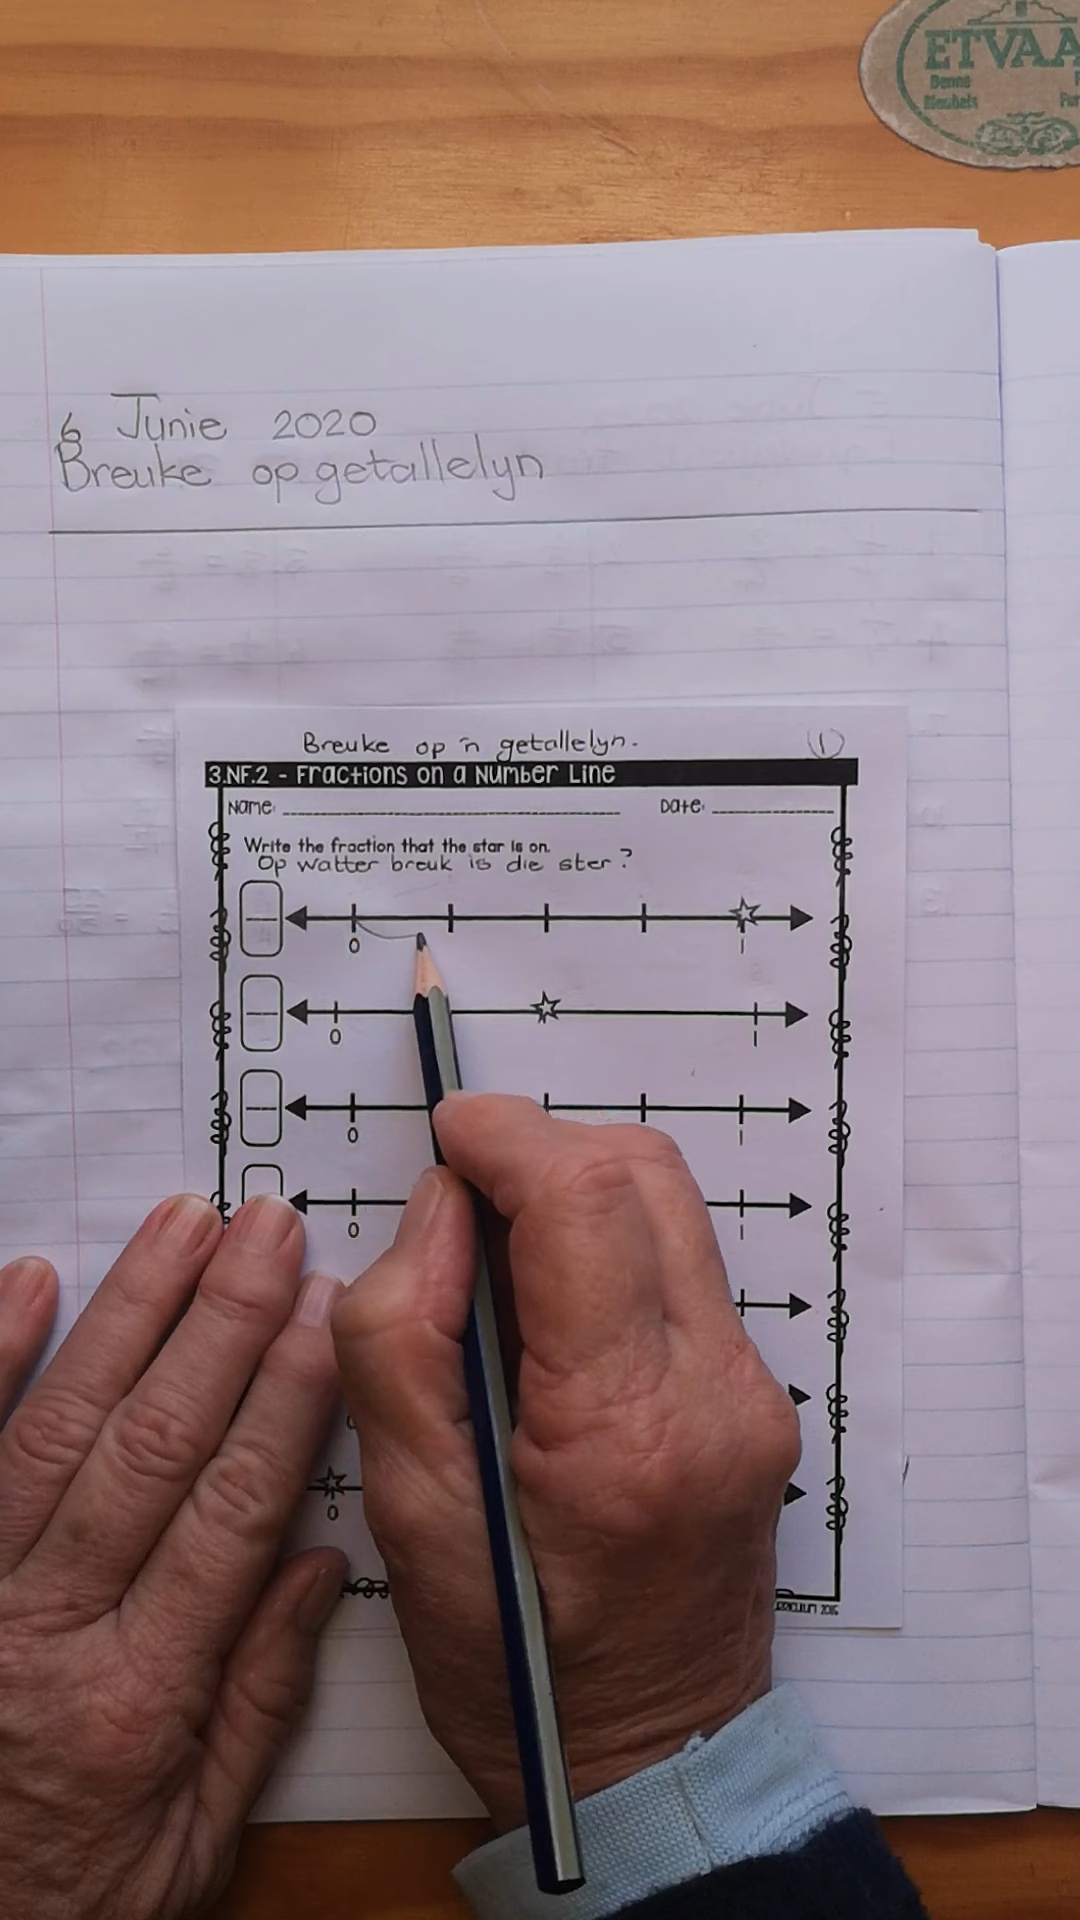 ETVAA
Denne
Meubels
6 Junie 2020
Breuke op getallelyn
Breuke op 'n getallelyn. (1)
3.NF.2 - Fractions on a Number Line
Name: Date:
Write the fraction that the star is on.
Op watter breuk is die ster?
0 1
0 1
0 1
0 1
0